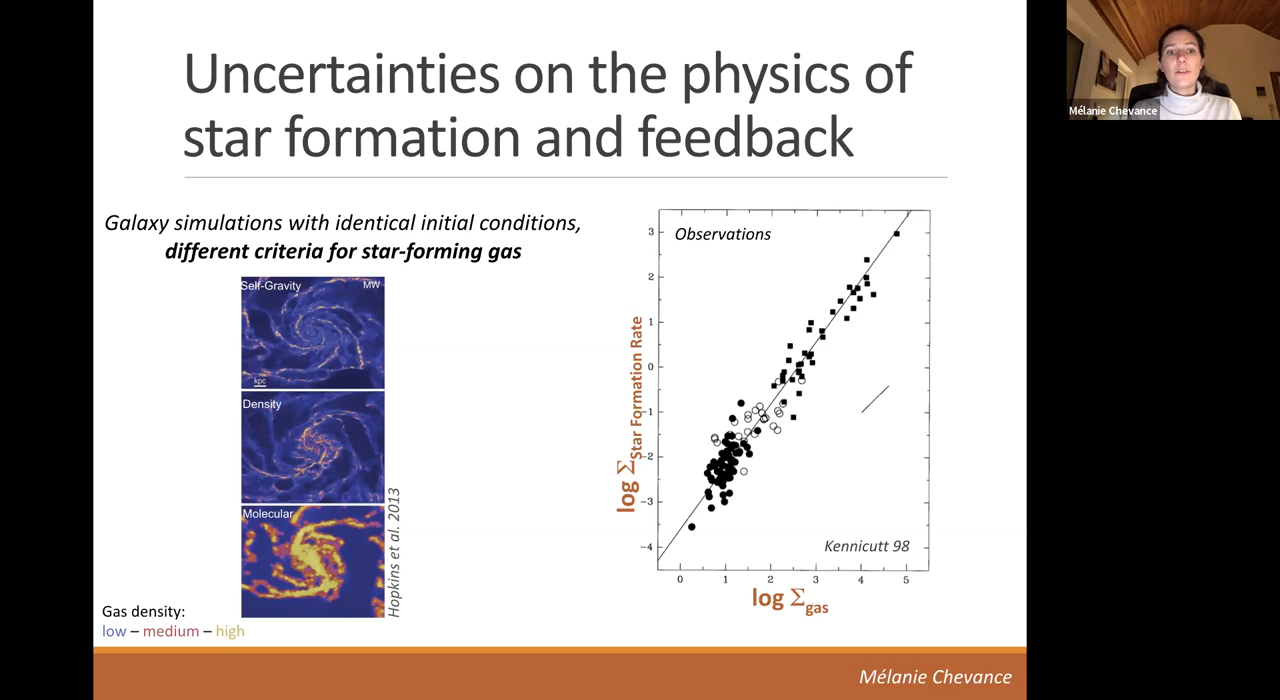 Uncertainties on the physics of
star formation and feedback
Galaxy simulations with identical initial conditions,
different criteria for star-forming gas
Self-Gravity
MW
kpc
Density
Molecular
Hopkins et al. 2013
Gas density:
low – medium – high
Observations
3
2
1
0
−1
−2
−3
−4
log Σ Star Formation Rate
Kennicutt 98
0 1 2 3 4 5
log Σgas
Mélanie Chevance
Mélanie Chevance